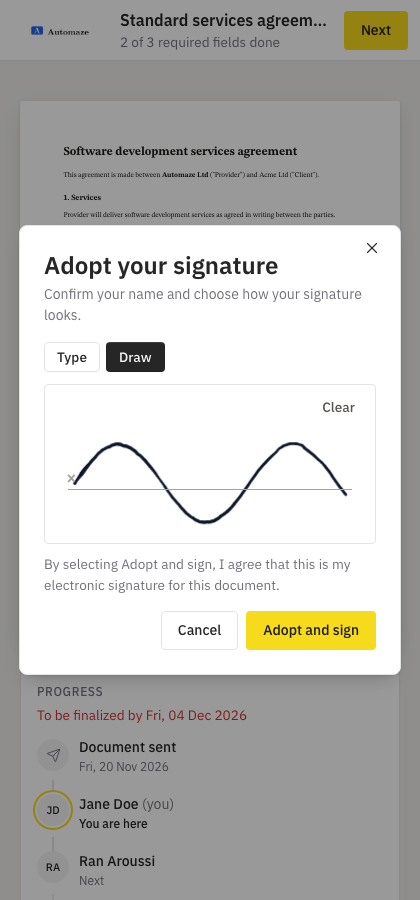 A Automaze
Standard services agreem...
2 of 3 required fields done
Next
Software development services agreement
This agreement is made between Automaze Ltd ("Provider") and Acme Ltd ("Client").
1. Services
Provider will deliver software development services as agreed in writing between the parties.
Adopt your signature
Confirm your name and choose how your signature
looks.
Type
Draw
Clear
×
By selecting Adopt and sign, I agree that this is my
electronic signature for this document.
Cancel
Adopt and sign
PROGRESS
To be finalized by Fri, 04 Dec 2026
Document sent
Fri, 20 Nov 2026
JD
Jane Doe (you)
You are here
RA
Ran Aroussi
Next